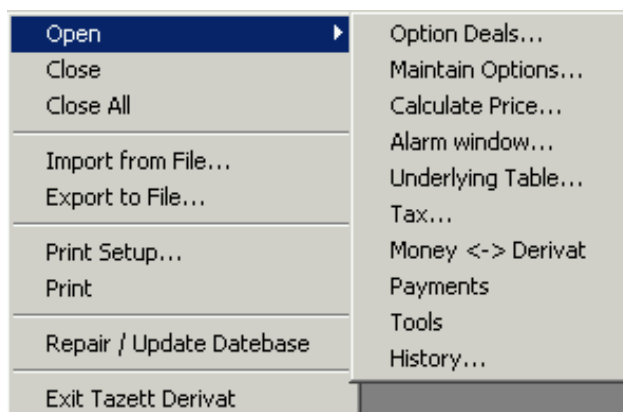 Open
Close
Close All
Import from File...
Export to File...
Print Setup...
Print
Repair / Update Datebase
Exit Tazett Derivat
Option Deals...
Maintain Options...
Calculate Price...
Alarm window...
Underlying Table...
Tax...
Money <-> Derivat
Payments
Tools
History...